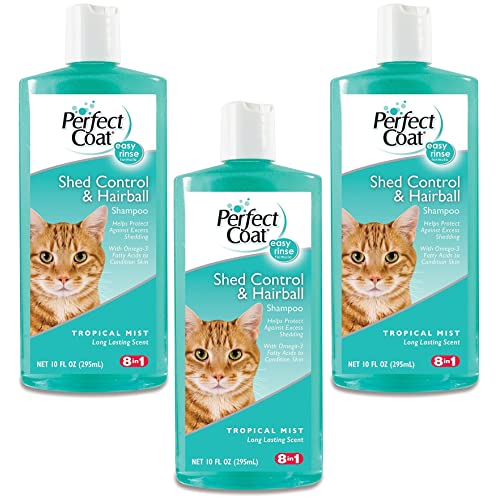 Perfect
Coat
easy
rinse
formula
Shed Control
& Hairball
Shampoo
Helps Protect
Against Excess
Shedding
With Omega-3
Fatty Acids to
Condition Skin
TROPICAL MIST
Long Lasting Scent
NET 10 FL OZ (295mL)
8in1
Perfect
Coat
easy
rinse
formula
Shed Control
& Hairball
Shampoo
Helps Protect
Against Excess
Shedding
With Omega-3
Fatty Acids to
Condition Skin
TROPICAL MIST
Long Lasting Scent
NET 10 FL OZ (295mL)
8in1
Perfect
Coat
easy
rinse
formula
Shed Control
& Hairball
Shampoo
Helps Protect
Against Excess
Shedding
With Omega-3
Fatty Acids to
Condition Skin
TROPICAL MIST
Long Lasting Scent
NET 10 FL OZ (295mL)
8in1